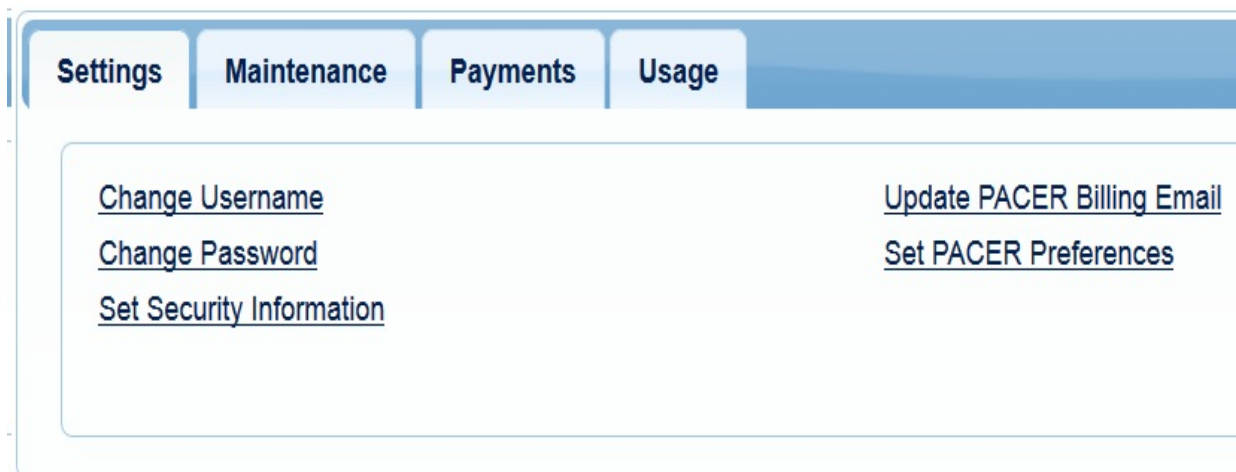 Settings Maintenance Payments Usage
Change Username Update PACER Billing Email
Change Password Set PACER Preferences
Set Security Information